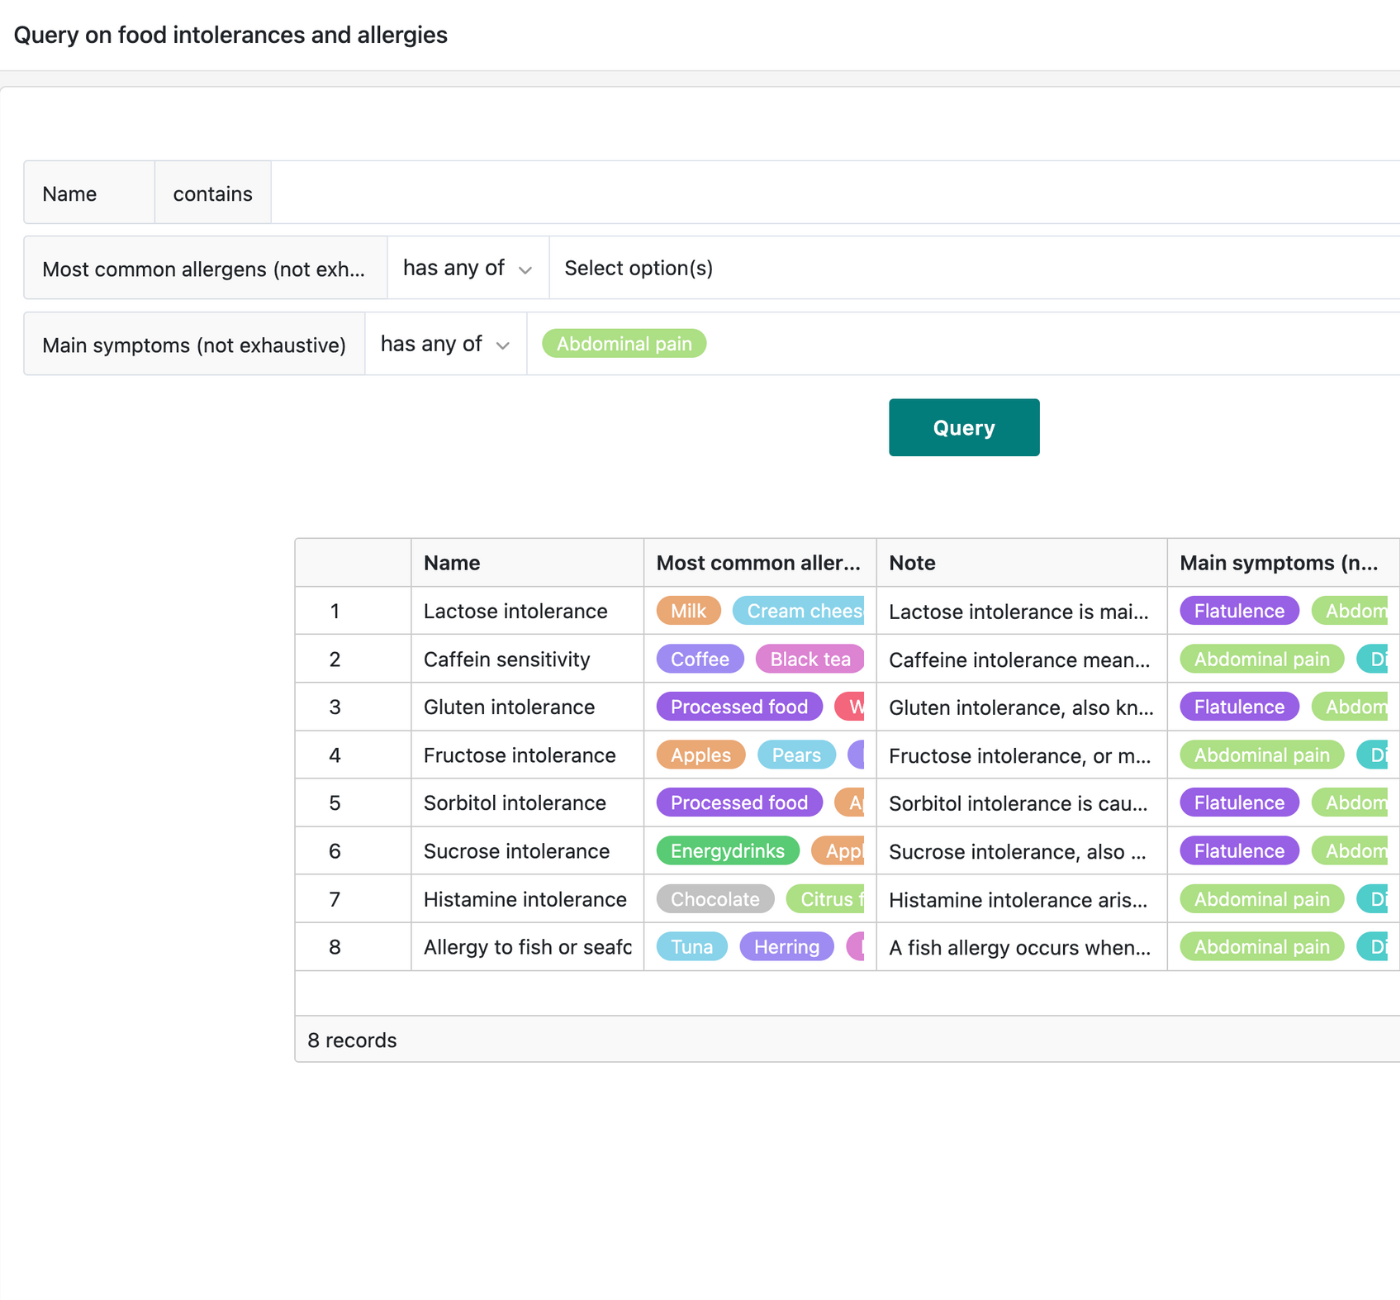 Query on food intolerances and allergies
Name contains
Most common allergens (not exh... has any of Select option(s)
Main symptoms (not exhaustive) has any of Abdominal pain
Query
Name Most common aller... Note Main symptoms (n...
1 Lactose intolerance Milk Cream chees Lactose intolerance is mai... Flatulence Abdom
2 Caffein sensitivity Coffee Black tea Caffeine intolerance mean... Abdominal pain Di
3 Gluten intolerance Processed food W Gluten intolerance, also kn... Flatulence Abdom
4 Fructose intolerance Apples Pears Fructose intolerance, or m... Abdominal pain Di
5 Sorbitol intolerance Processed food Ap Sorbitol intolerance is cau... Flatulence Abdom
6 Sucrose intolerance Energydrinks Appl Sucrose intolerance, also ... Flatulence Abdom
7 Histamine intolerance Chocolate Citrus f Histamine intolerance aris... Abdominal pain Di
8 Allergy to fish or seafo Tuna Herring A fish allergy occurs when... Abdominal pain Di
8 records